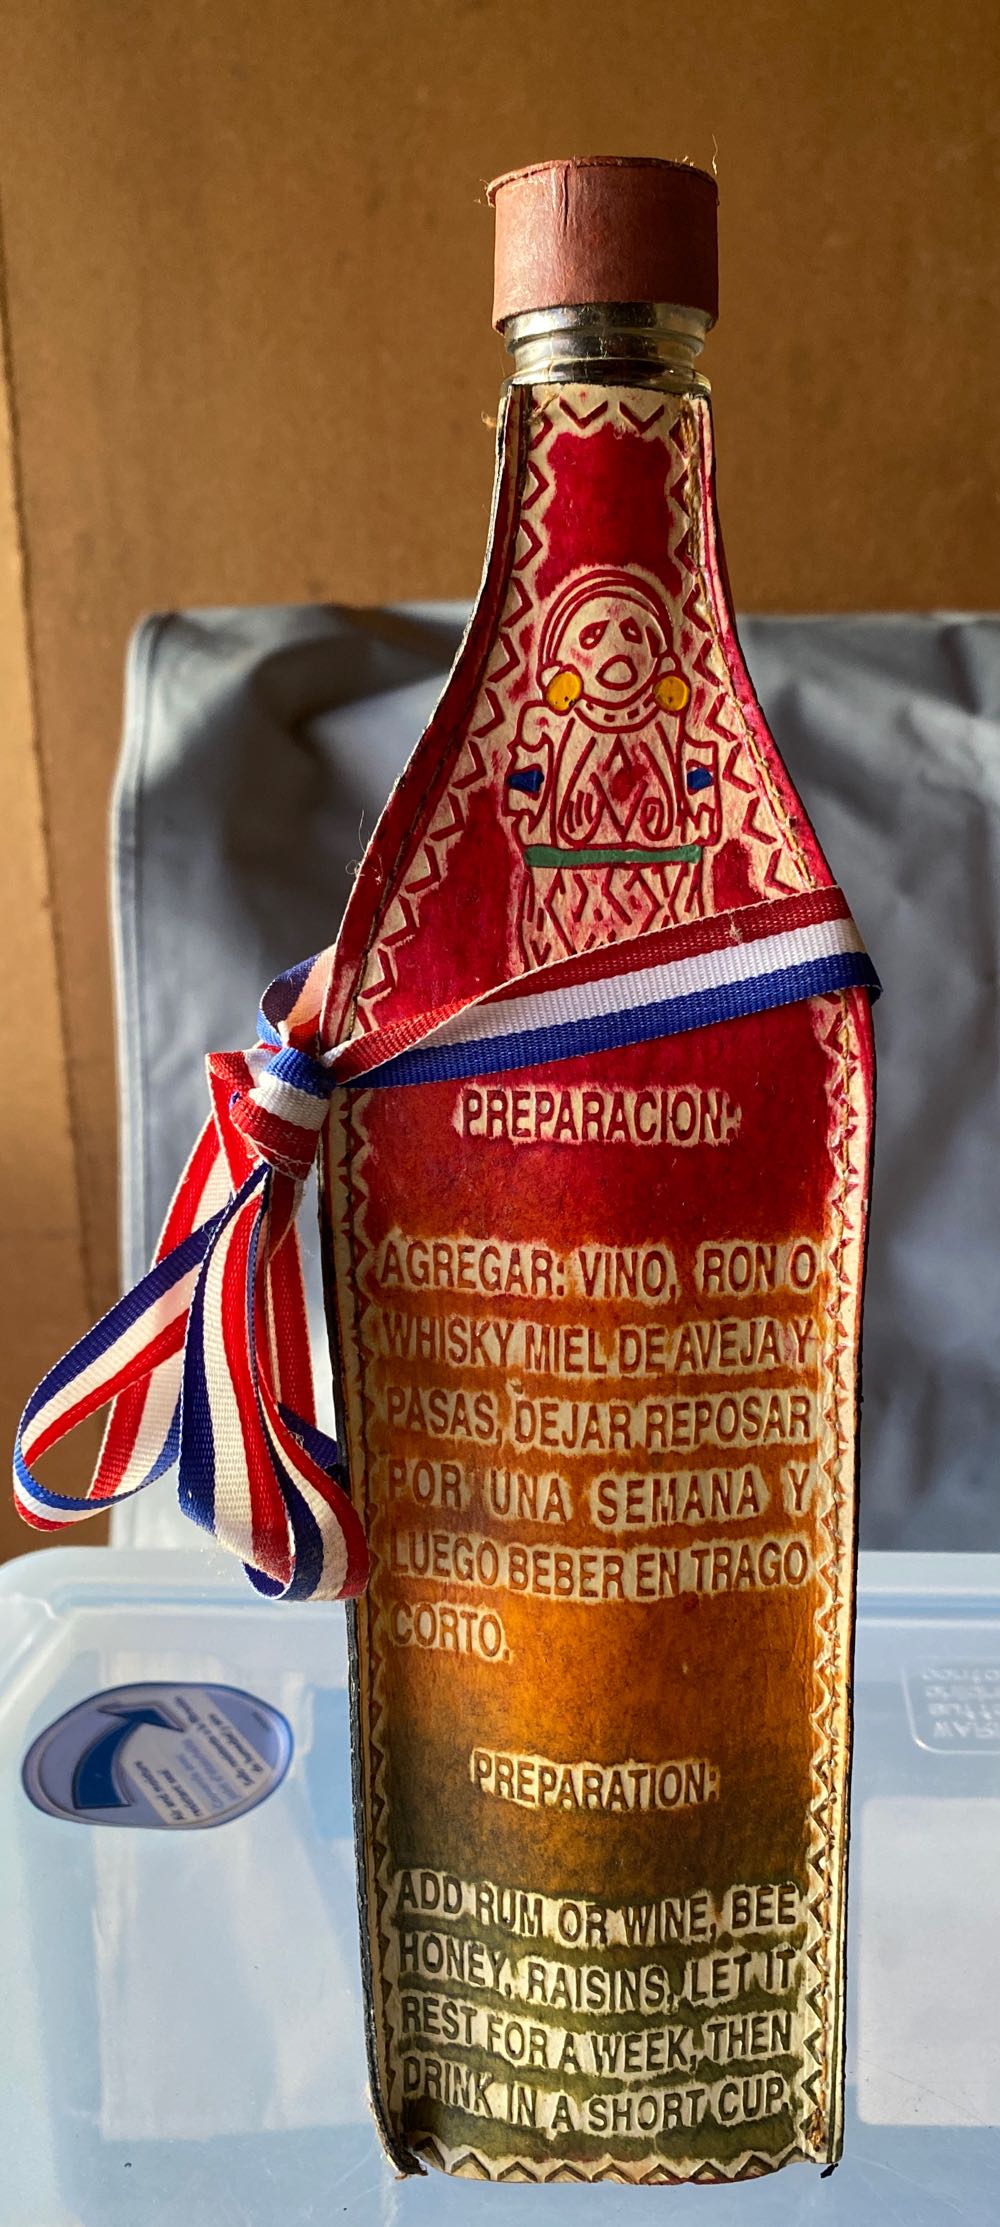 PREPARACION:
AGREGAR: VINO, RON O
WHISKY MIEL DE AVEJA Y
PASAS, DEJAR REPOSAR
POR UNA SEMANA Y
LUEGO BEBER EN TRAGO
CORTO.
PREPARATION:
ADD RUM OR WINE, BEE
HONEY, RAISINS, LET IT
REST FOR A WEEK, THEN
DRINK IN A SHORT CUP.